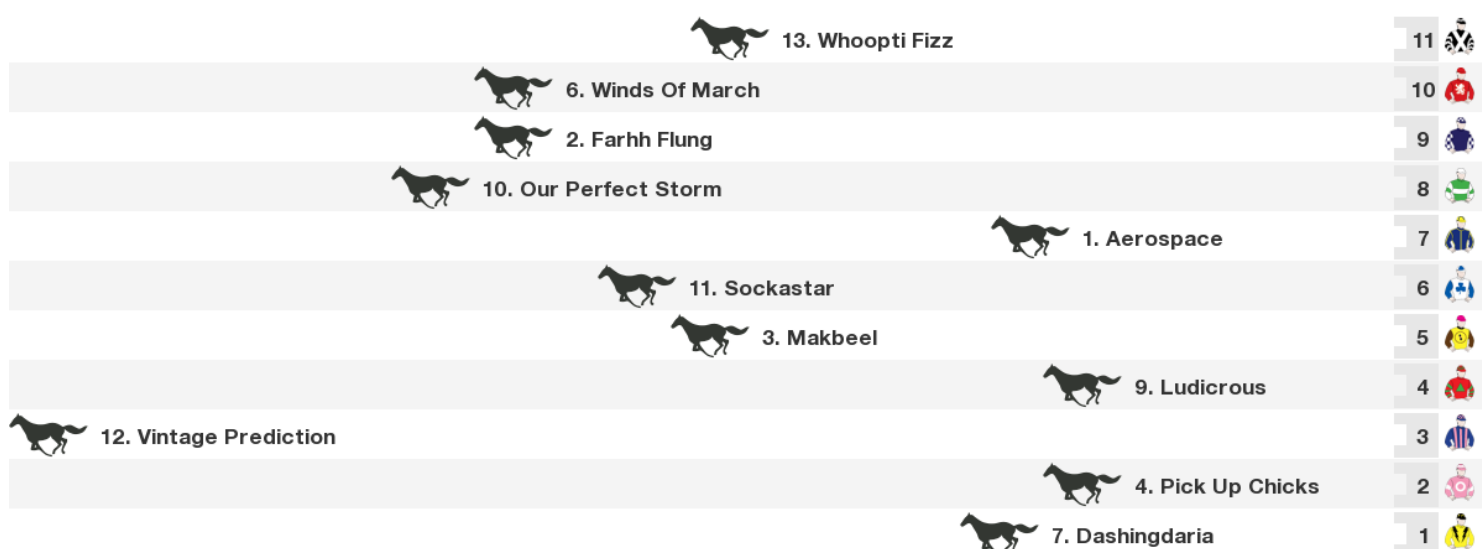 13. Whoopti Fizz 11
6. Winds Of March 10
2. Farhh Flung 9
10. Our Perfect Storm 8
1. Aerospace 7
11. Sockastar 6
3. Makbeel 5
9. Ludicrous 4
12. Vintage Prediction 3
4. Pick Up Chicks 2
7. Dashingdaria 1